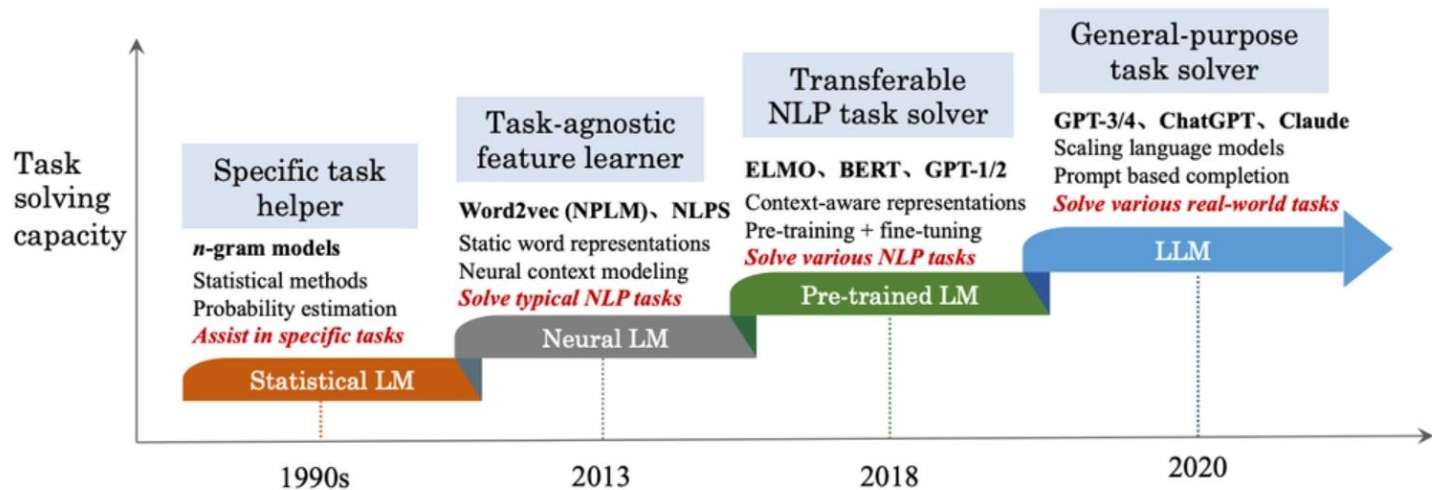 Task
solving
capacity
Specific task
helper
n-gram models
Statistical methods
Probability estimation
Assist in specific tasks
Statistical LM
1990s
Task-agnostic
feature learner
Word2vec (NPLM)、NLPS
Static word representations
Neural context modeling
Solve typical NLP tasks
Neural LM
2013
Transferable
NLP task solver
ELMO、BERT、GPT-1/2
Context-aware representations
Pre-training + fine-tuning
Solve various NLP tasks
Pre-trained LM
2018
General-purpose
task solver
GPT-3/4、ChatGPT、Claude
Scaling language models
Prompt based completion
Solve various real-world tasks
LLM
2020